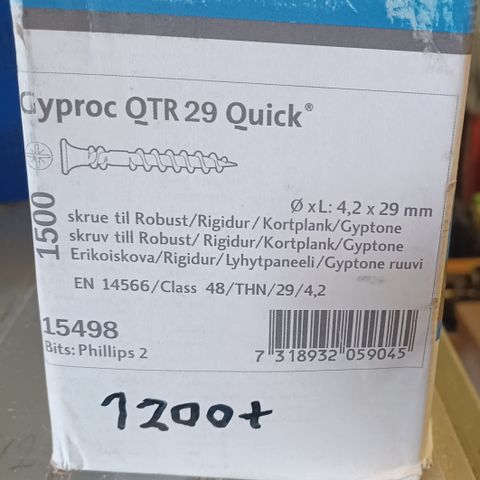 Gyproc QTR 29 Quick®
1500
Ø x L: 4,2 x 29 mm
skrue til Robust/Rigidur/Kortplank/Gyptone
skruv till Robust/Rigidur/Kortplank/Gyptone
Erikoiskova/Rigidur/Lyhytpaneeli/Gyptone ruuvi
EN 14566/Class 48/THN/29/4,2
15498
Bits: Phillips 2
7 318932 059045
1200+